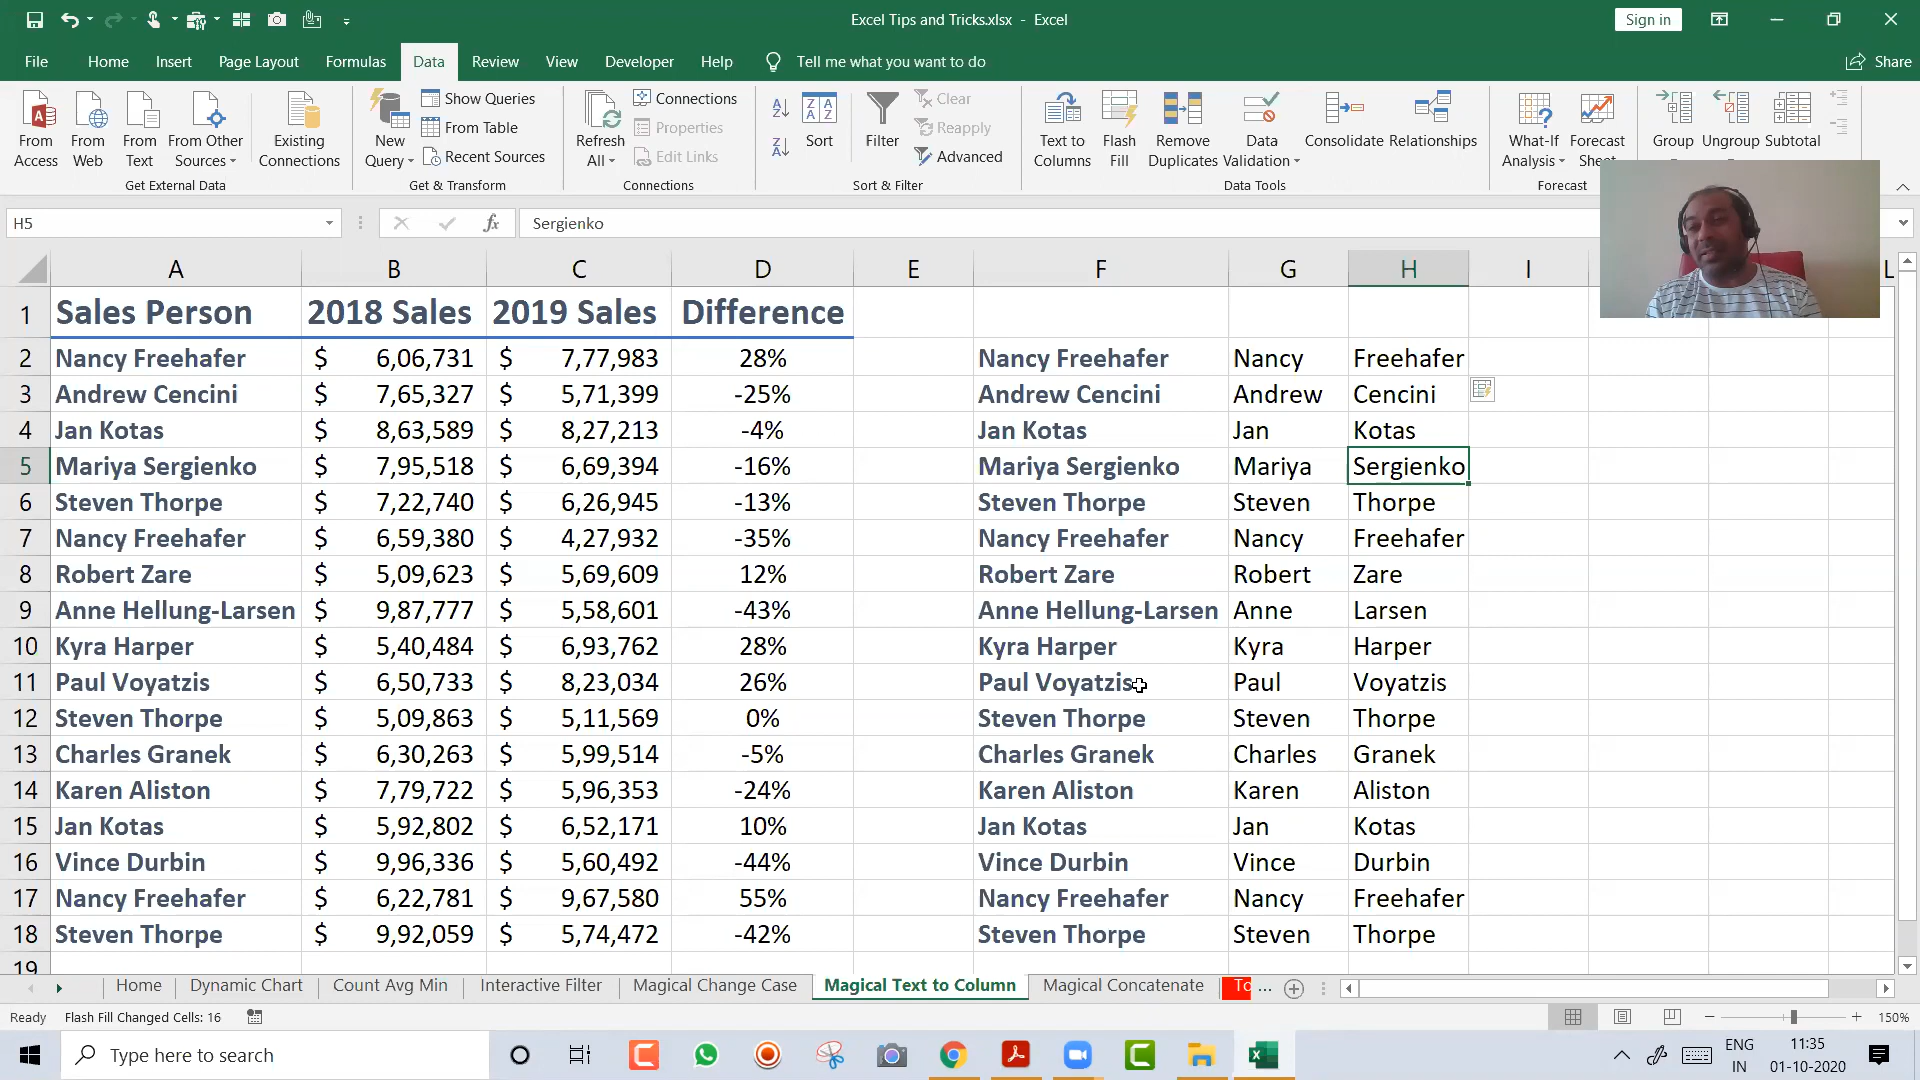 Excel Tips and Tricks.xlsx - Excel
Sign in
File Home Insert Page Layout Formulas Data Review View Developer Help Tell me what you want to do Share
From Access
From Web
From Text
From Other Sources
Existing Connections
Get External Data
New Query
Show Queries
From Table
Recent Sources
Get & Transform
Refresh All
Connections
Properties
Edit Links
Connections
Sort
Filter
Clear
Reapply
Advanced
Sort & Filter
Text to Columns
Flash Fill
Remove Duplicates
Data Validation
Consolidate
Relationships
Data Tools
What-If Analysis
Forecast Sheet
Forecast
Group
Ungroup
Subtotal
H5 fx Sergienko
A B C D E F G H I L
1 Sales Person 2018 Sales 2019 Sales Difference
2 Nancy Freehafer $ 6,06,731 $ 7,77,983 28% Nancy Freehafer Nancy Freehafer
3 Andrew Cencini $ 7,65,327 $ 5,71,399 -25% Andrew Cencini Andrew Cencini
4 Jan Kotas $ 8,63,589 $ 8,27,213 -4% Jan Kotas Jan Kotas
5 Mariya Sergienko $ 7,95,518 $ 6,69,394 -16% Mariya Sergienko Mariya Sergienko
6 Steven Thorpe $ 7,22,740 $ 6,26,945 -13% Steven Thorpe Steven Thorpe
7 Nancy Freehafer $ 6,59,380 $ 4,27,932 -35% Nancy Freehafer Nancy Freehafer
8 Robert Zare $ 5,09,623 $ 5,69,609 12% Robert Zare Robert Zare
9 Anne Hellung-Larsen $ 9,87,777 $ 5,58,601 -43% Anne Hellung-Larsen Anne Larsen
10 Kyra Harper $ 5,40,484 $ 6,93,762 28% Kyra Harper Kyra Harper
11 Paul Voyatzis $ 6,50,733 $ 8,23,034 26% Paul Voyatzis Paul Voyatzis
12 Steven Thorpe $ 5,09,863 $ 5,11,569 0% Steven Thorpe Steven Thorpe
13 Charles Granek $ 6,30,263 $ 5,99,514 -5% Charles Granek Charles Granek
14 Karen Aliston $ 7,79,722 $ 5,96,353 -24% Karen Aliston Karen Aliston
15 Jan Kotas $ 5,92,802 $ 6,52,171 10% Jan Kotas Jan Kotas
16 Vince Durbin $ 9,96,336 $ 5,60,492 -44% Vince Durbin Vince Durbin
17 Nancy Freehafer $ 6,22,781 $ 9,67,580 55% Nancy Freehafer Nancy Freehafer
18 Steven Thorpe $ 9,92,059 $ 5,74,472 -42% Steven Thorpe Steven Thorpe
19
Home Dynamic Chart Count Avg Min Interactive Filter Magical Change Case Magical Text to Column Magical Concatenate To ...
Ready Flash Fill Changed Cells: 16 150%
Type here to search
ENG 11:35
IN 01-10-2020